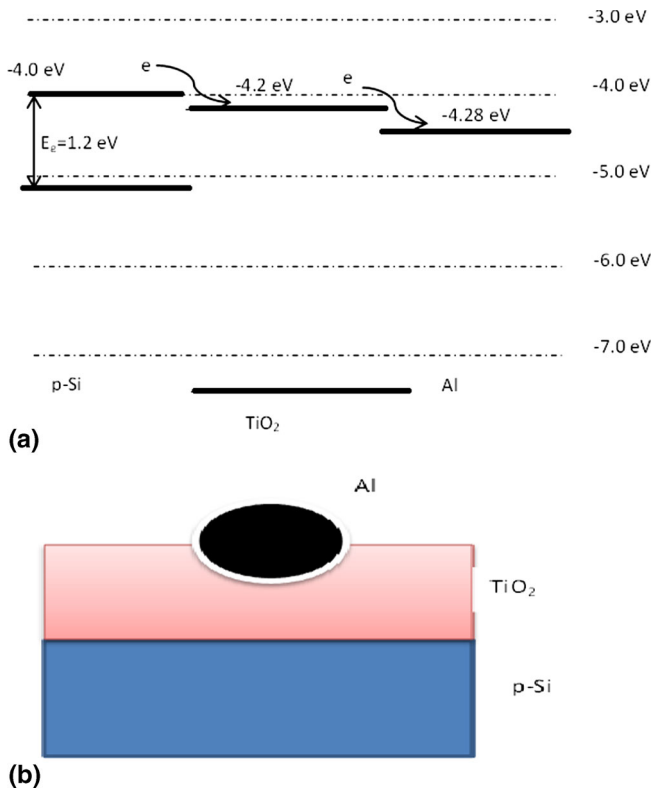 -3.0 eV
-4.0 eV
e
-4.2 eV
e
-4.0 eV
-4.28 eV
Eₑ=1.2 eV
-5.0 eV
-6.0 eV
-7.0 eV
p-Si
Al
TiO₂
(a)
Al
TiO₂
p-Si
(b)